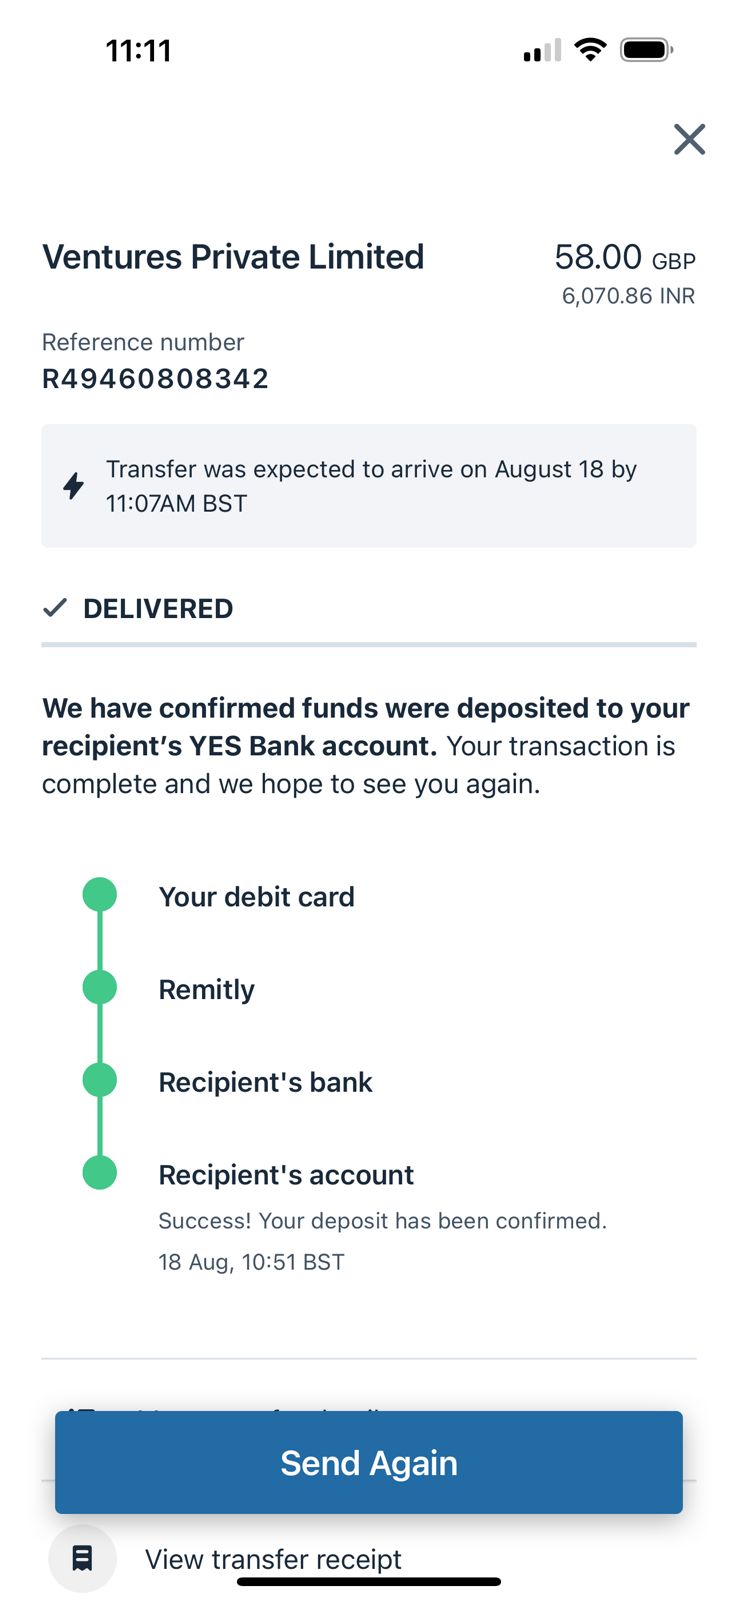 11:11
Ventures Private Limited
58.00 GBP
6,070.86 INR
Reference number
R49460808342
Transfer was expected to arrive on August 18 by
11:07AM BST
DELIVERED
We have confirmed funds were deposited to your
recipient’s YES Bank account. Your transaction is
complete and we hope to see you again.
Your debit card
Remitly
Recipient's bank
Recipient's account
Success! Your deposit has been confirmed.
18 Aug, 10:51 BST
Send Again
View transfer receipt